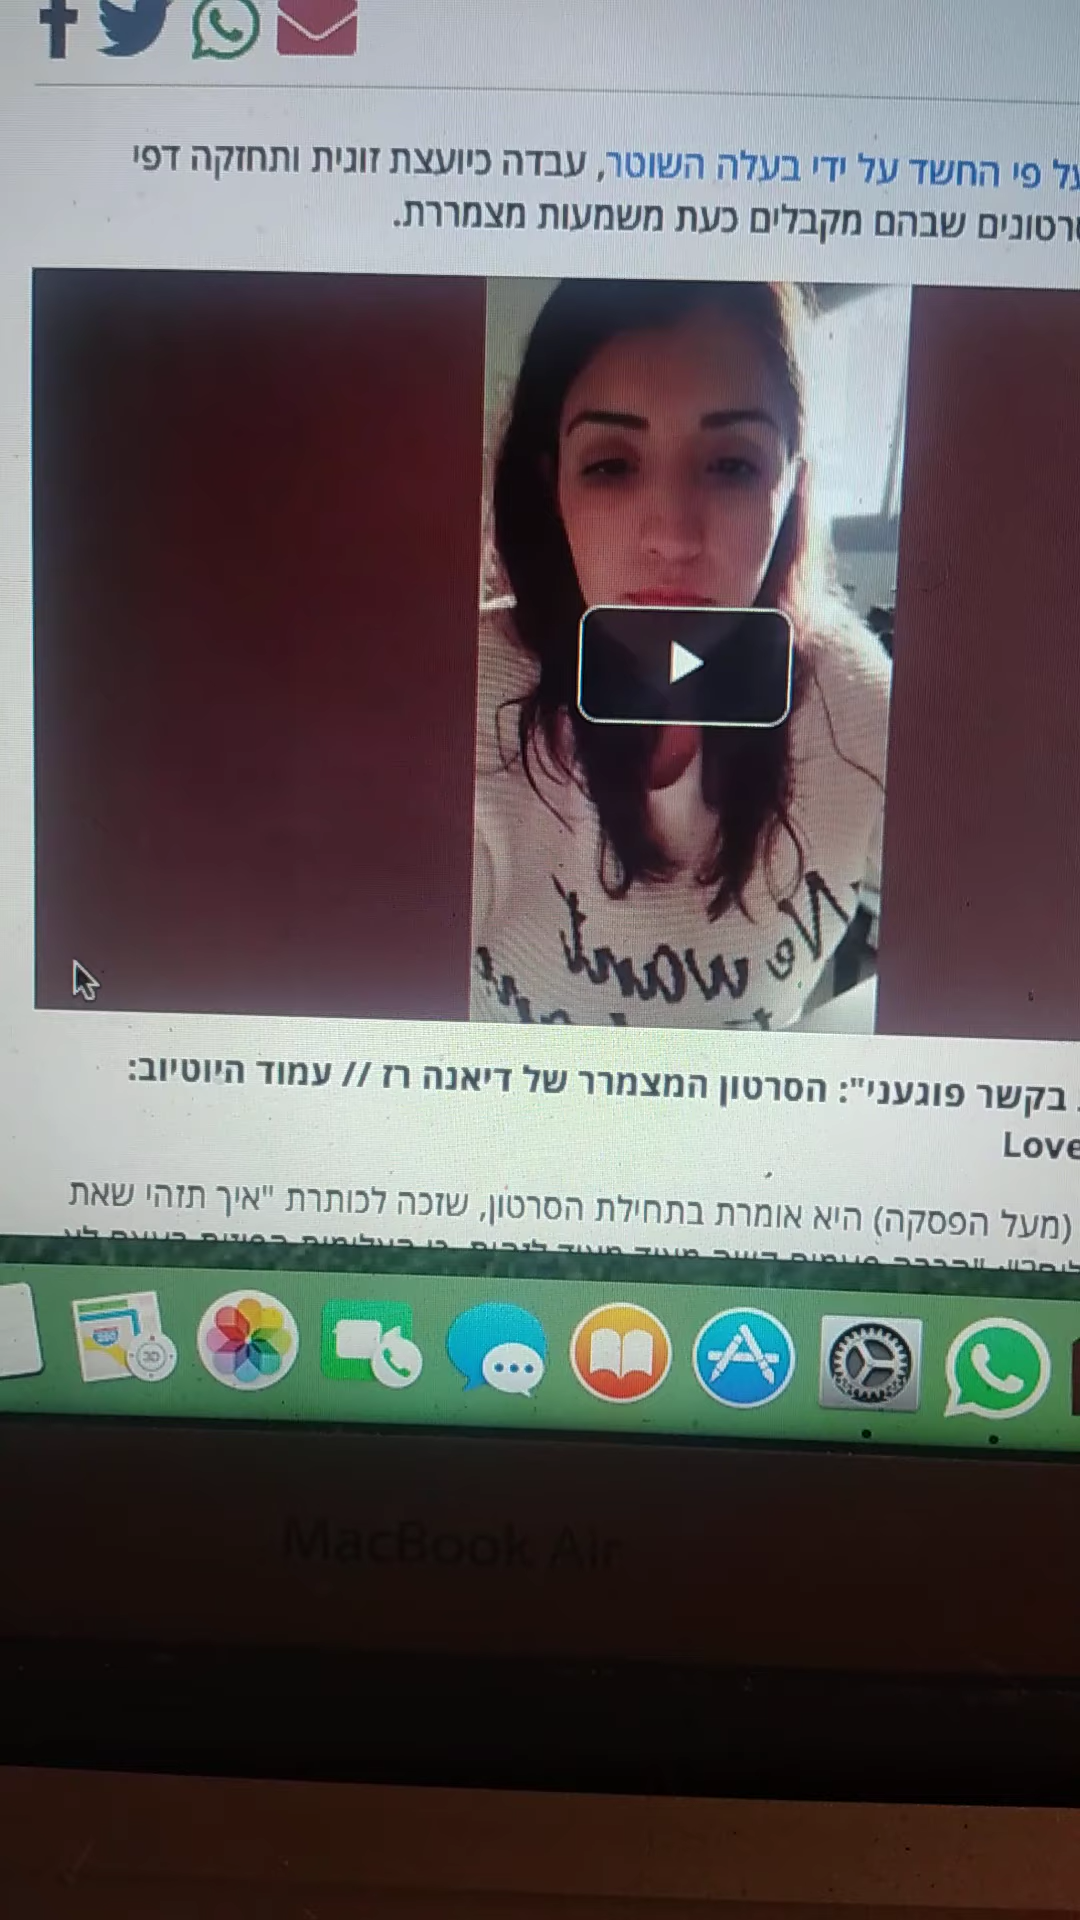 על פי החשד על ידי בעלה השוטר, עבדה כיועצת זוגית ותחזקה דפי
סרטונים שבהם מקבלים כעת משמעות מצמררת.
We want
בקשר פוגעני": הסרטון המצמרר של דיאנה רז // עמוד היוטיוב:
Love
(מעל הפסקה) היא אומרת בתחילת הסרטון, שזכה לכותרת "איך תזהי שאת
MacBook Air